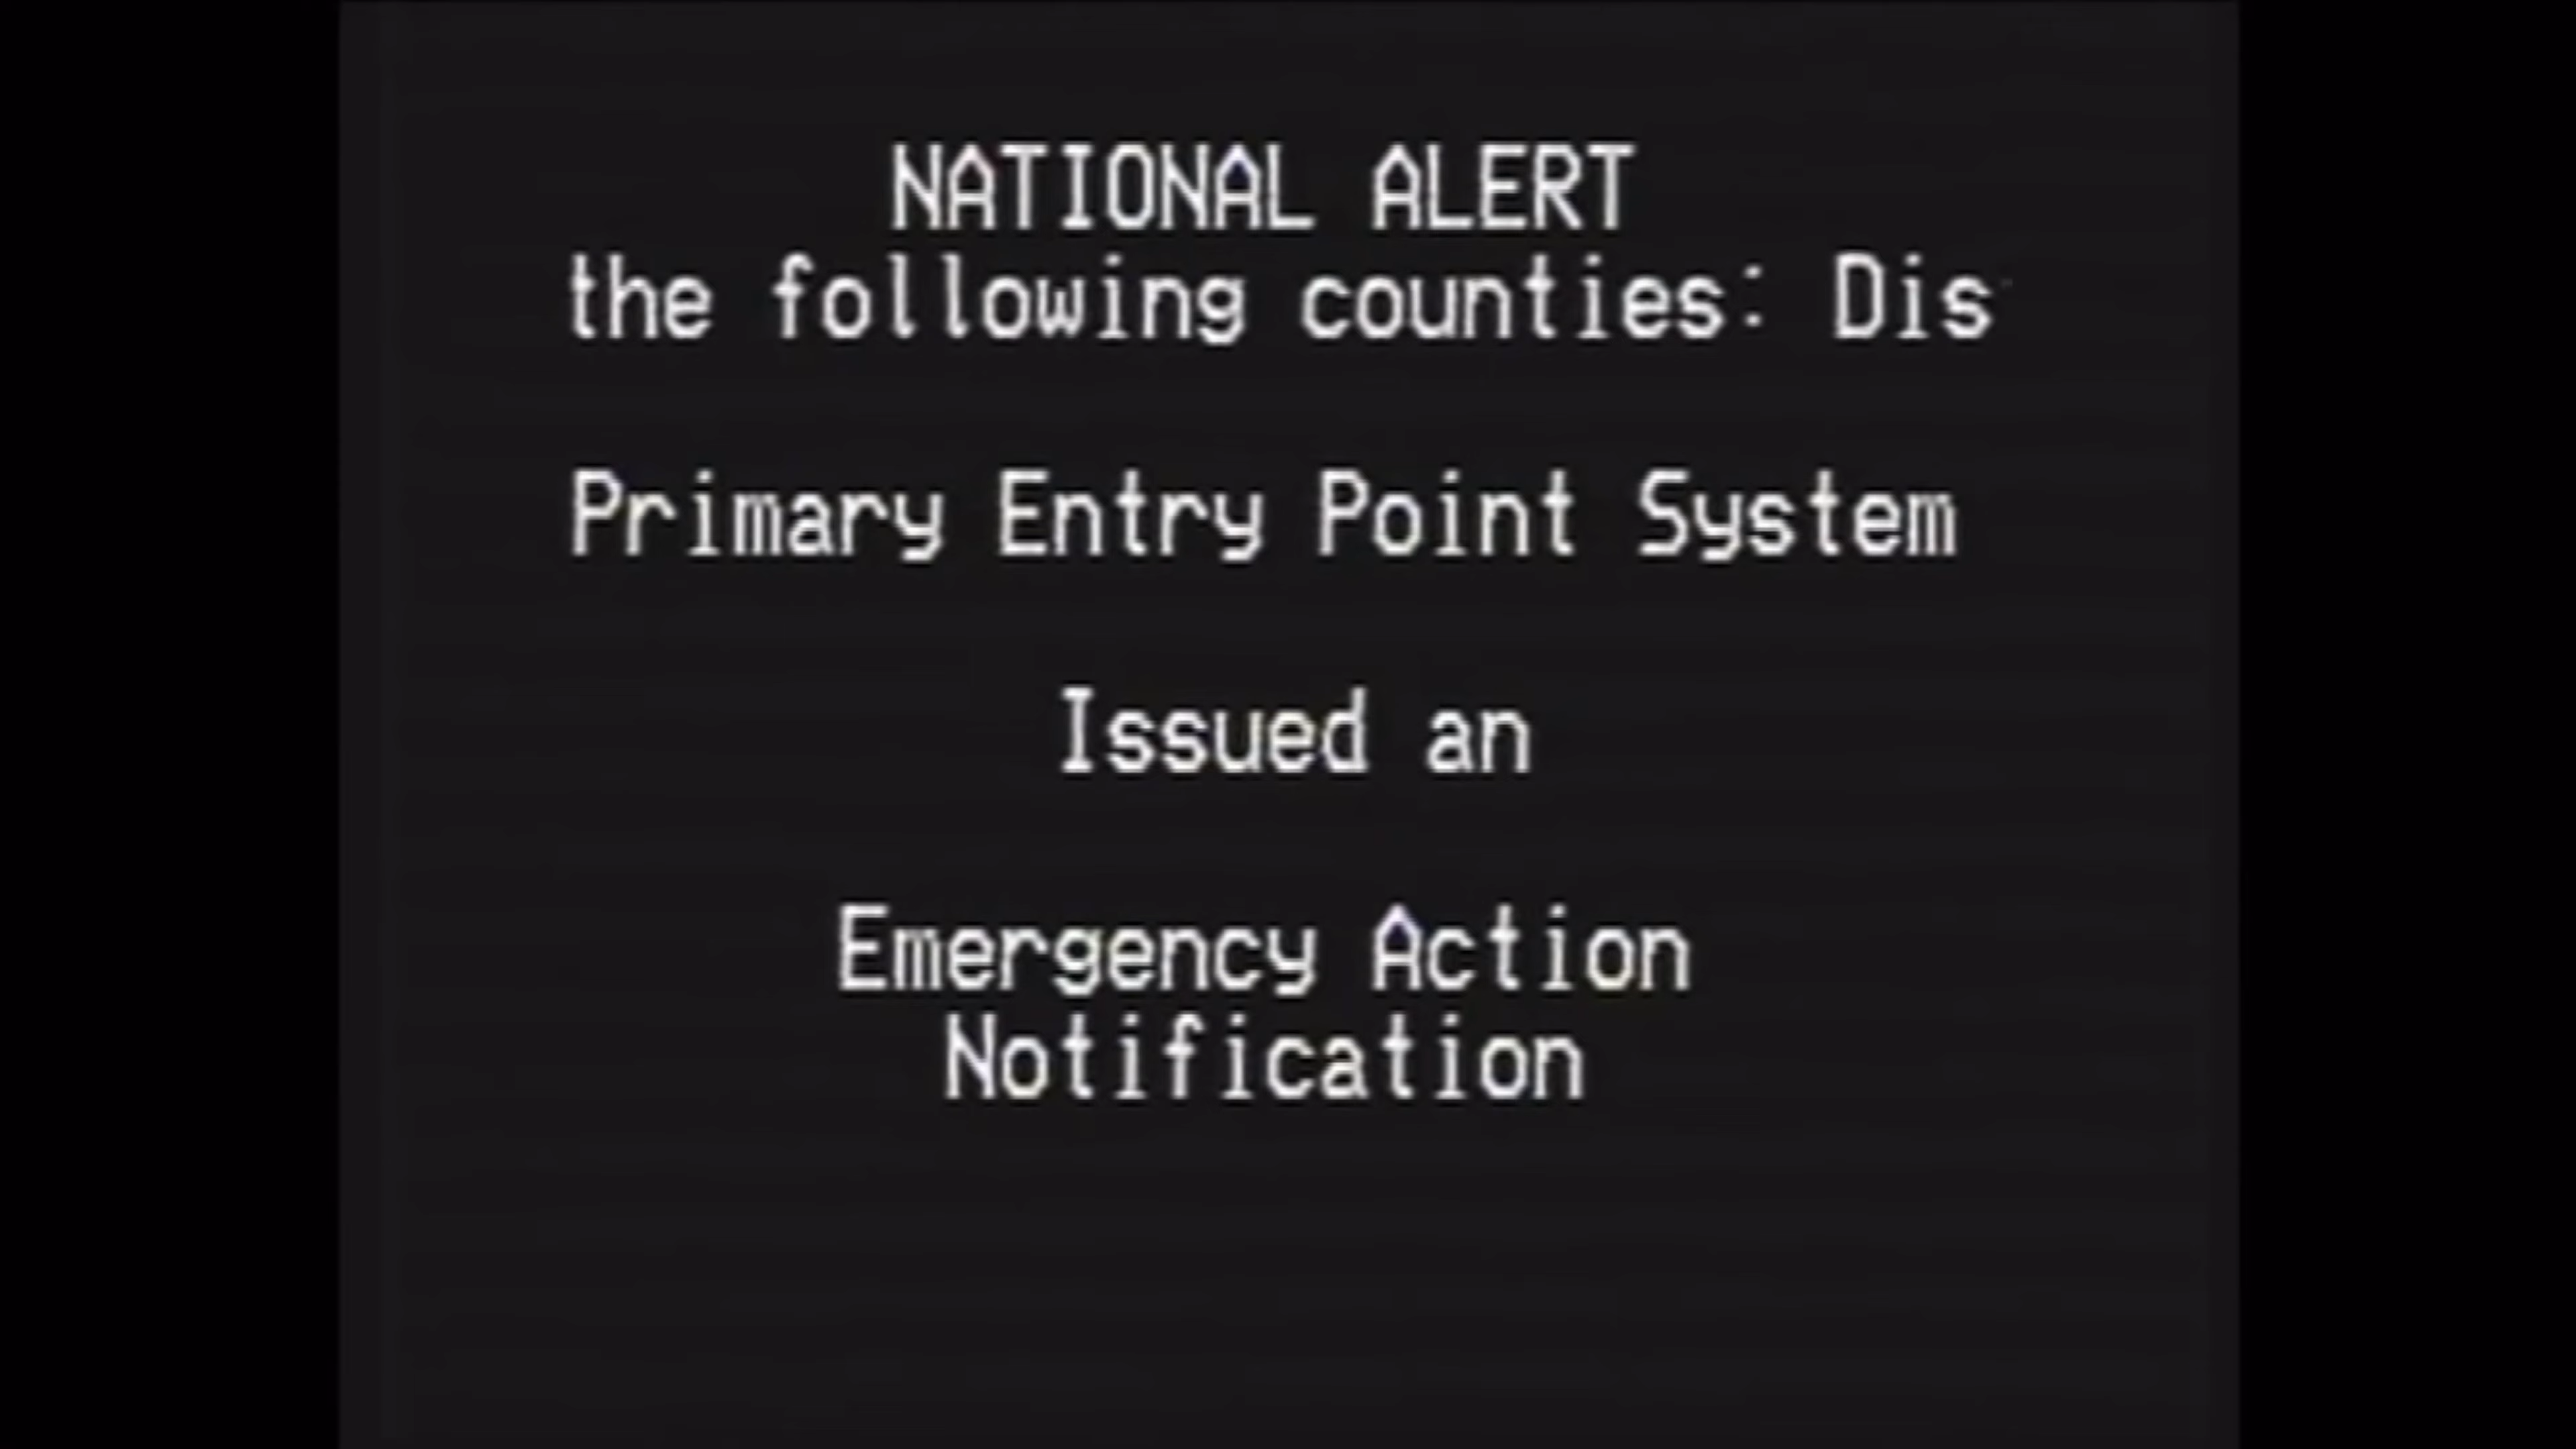 NATIONAL ALERT
the following counties: Dis
Primary Entry Point System
Issued an
Emergency Action
Notification